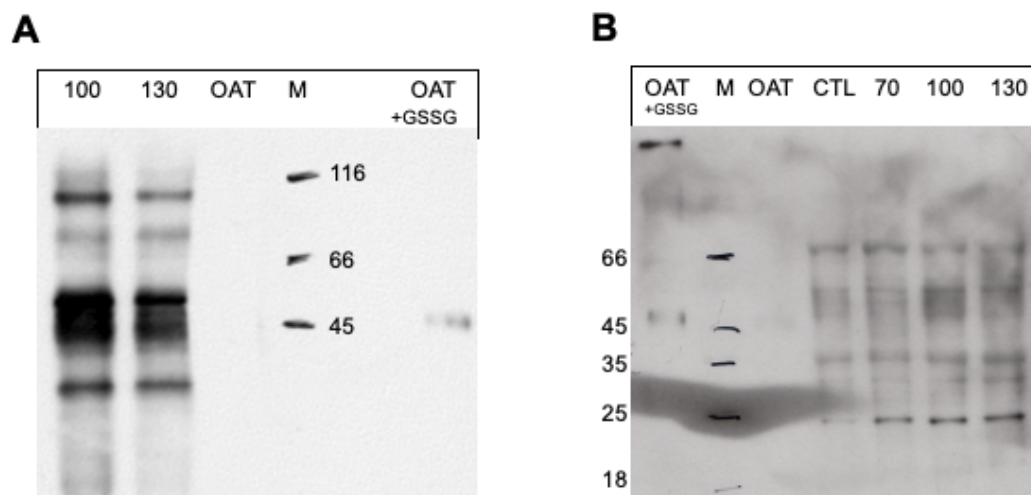 A
100 130 OAT M OAT
+GSSG
116
66
45
B
OAT M OAT CTL 70 100 130
+GSSG
66
45
35
25
18